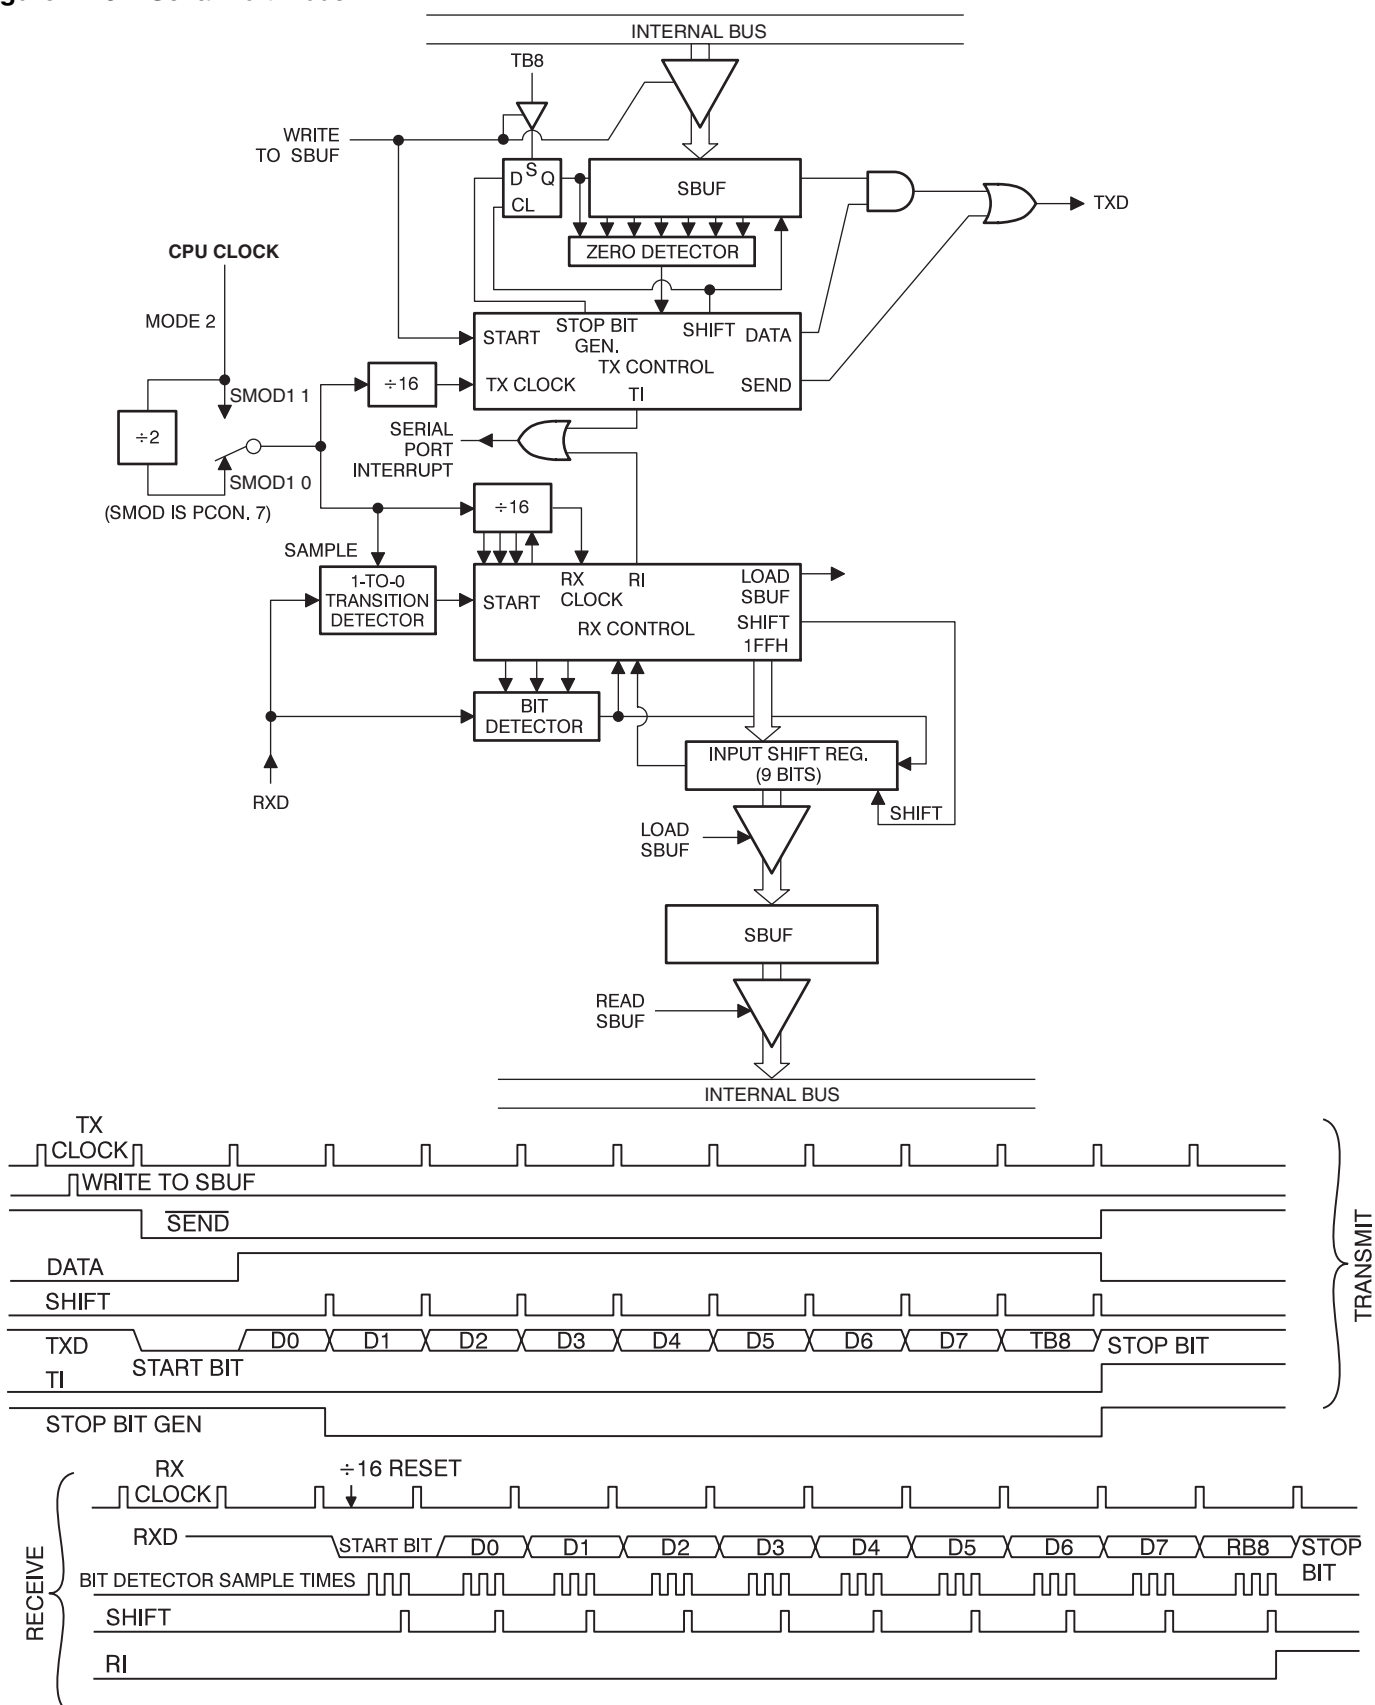 INTERNAL BUS
TB8
WRITE
TO SBUF
D S Q
CL
SBUF
TXD
ZERO DETECTOR
CPU CLOCK
MODE 2
START
STOP BIT
GEN.
SHIFT
DATA
TX CONTROL
TX CLOCK
TI
SEND
÷16
SMOD1 1
÷2
SMOD1 0
(SMOD IS PCON. 7)
SERIAL
PORT
INTERRUPT
÷16
SAMPLE
1-TO-0
TRANSITION
DETECTOR
START
RX
CLOCK
RI
LOAD
SBUF
SHIFT
RX CONTROL
1FFH
BIT
DETECTOR
INPUT SHIFT REG.
(9 BITS)
RXD
SHIFT
LOAD
SBUF
SBUF
READ
SBUF
INTERNAL BUS
TX
CLOCK
WRITE TO SBUF
SEND
DATA
SHIFT
TXD
START BIT
D0 D1 D2 D3 D4 D5 D6 D7 TB8 STOP BIT
TI
STOP BIT GEN
TRANSMIT
RX
CLOCK
÷16 RESET
RXD
START BIT D0 D1 D2 D3 D4 D5 D6 D7 RB8 STOP
BIT
BIT DETECTOR SAMPLE TIMES
SHIFT
RI
RECEIVE